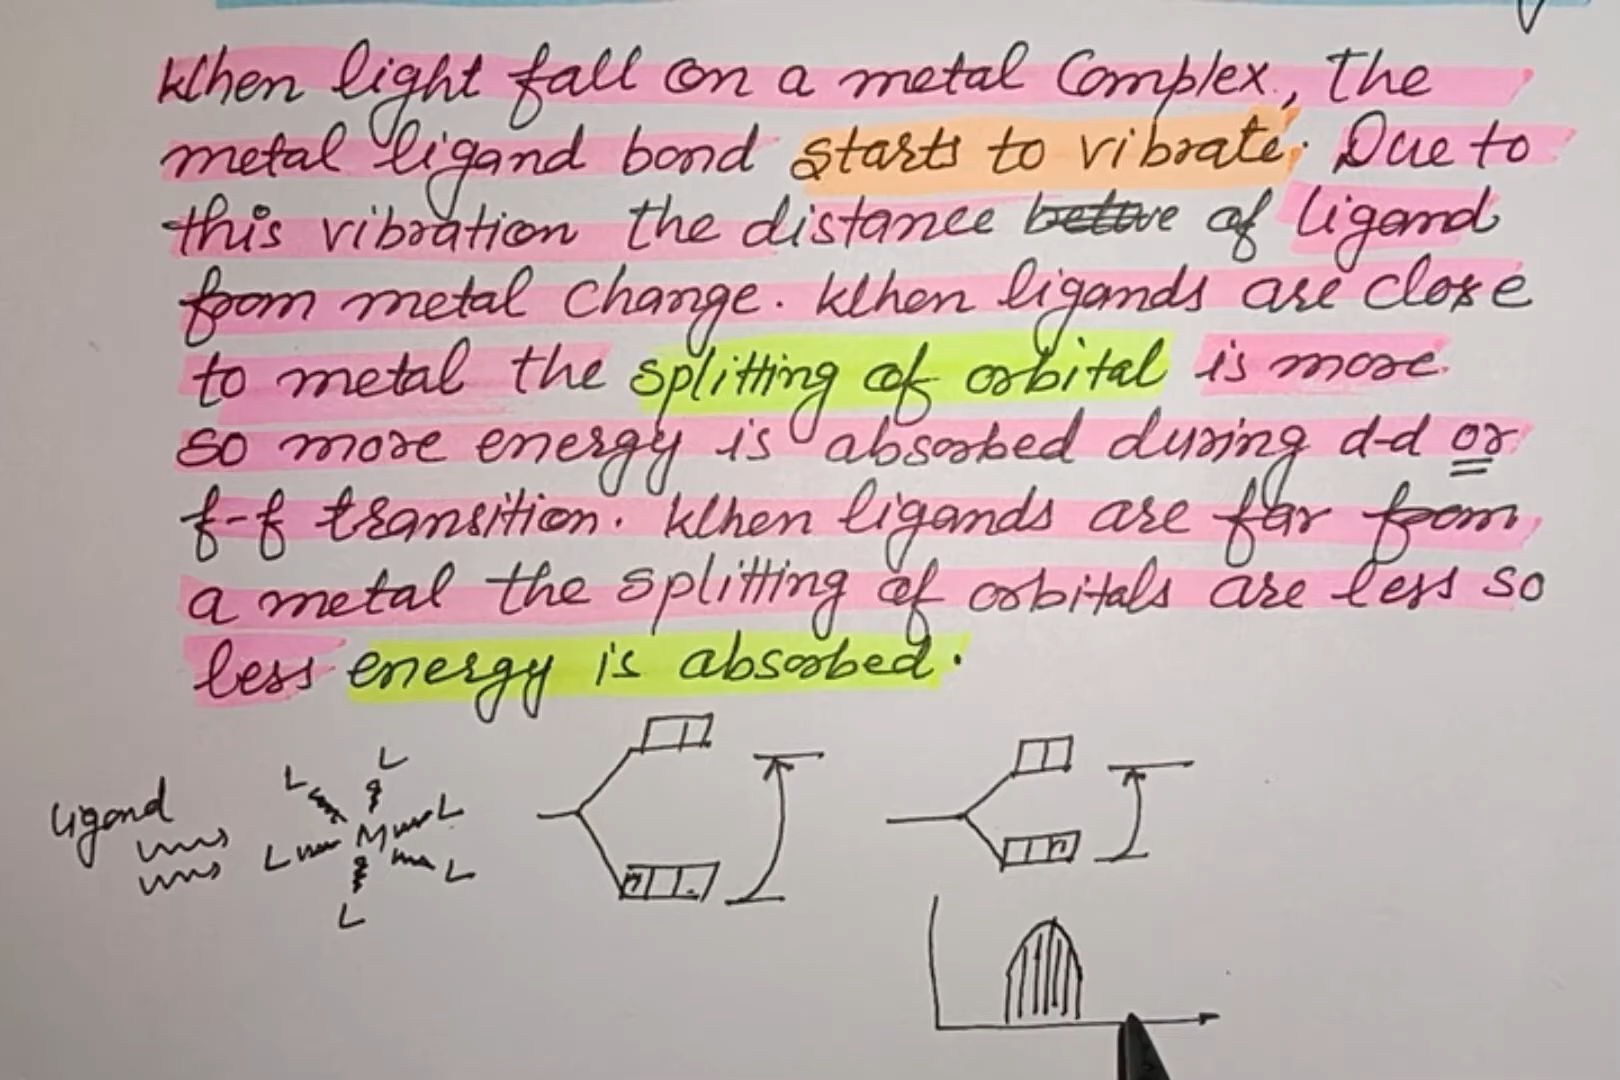 When light fall on a metal Complex, the
metal ligand bond starts to vibrate. Due to
this vibration the distance of ligand
from metal change. When ligands are close
to metal the splitting of orbital is more.
so more energy is absorbed during d-d or
f-f transition. When ligands are far from
a metal the splitting of orbitals are less so
less energy is absorbed.
ligand
L L
L M L
L L